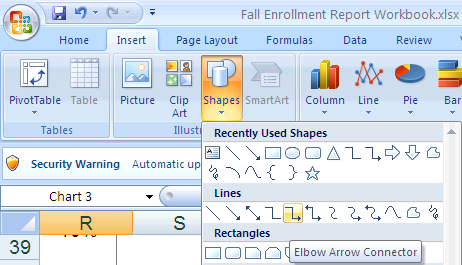 Fall Enrollment Report Workbook.xlsx
Home Insert Page Layout Formulas Data Review
PivotTable Table Picture Clip Art Shapes SmartArt Column Line Pie Bar
Tables Illustr
Recently Used Shapes
Security Warning Automatic up
Lines
Chart 3
R S
Rectangles
39
Elbow Arrow Connector